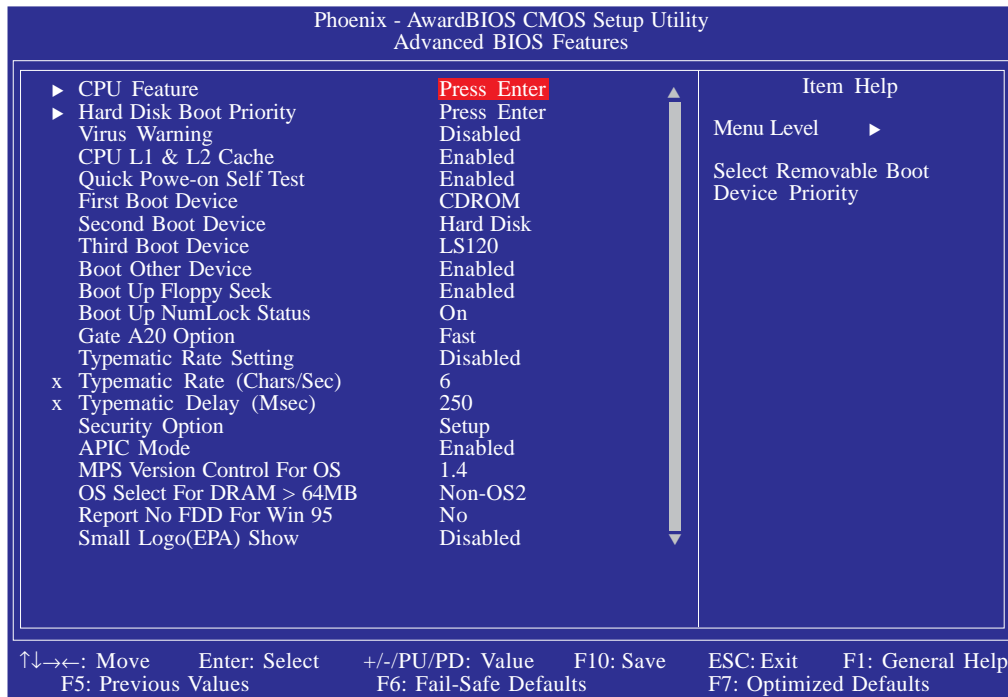 Phoenix - AwardBIOS CMOS Setup Utility
Advanced BIOS Features
▶ CPU Feature Press Enter
▶ Hard Disk Boot Priority Press Enter
Virus Warning Disabled
CPU L1 & L2 Cache Enabled
Quick Powe-on Self Test Enabled
First Boot Device CDROM
Second Boot Device Hard Disk
Third Boot Device LS120
Boot Other Device Enabled
Boot Up Floppy Seek Enabled
Boot Up NumLock Status On
Gate A20 Option Fast
Typematic Rate Setting Disabled
x Typematic Rate (Chars/Sec) 6
x Typematic Delay (Msec) 250
Security Option Setup
APIC Mode Enabled
MPS Version Control For OS 1.4
OS Select For DRAM > 64MB Non-OS2
Report No FDD For Win 95 No
Small Logo(EPA) Show Disabled
Item Help
Menu Level ▶
Select Removable Boot
Device Priority
↑↓→←: Move Enter: Select +/-/PU/PD: Value F10: Save ESC: Exit F1: General Help
F5: Previous Values F6: Fail-Safe Defaults F7: Optimized Defaults